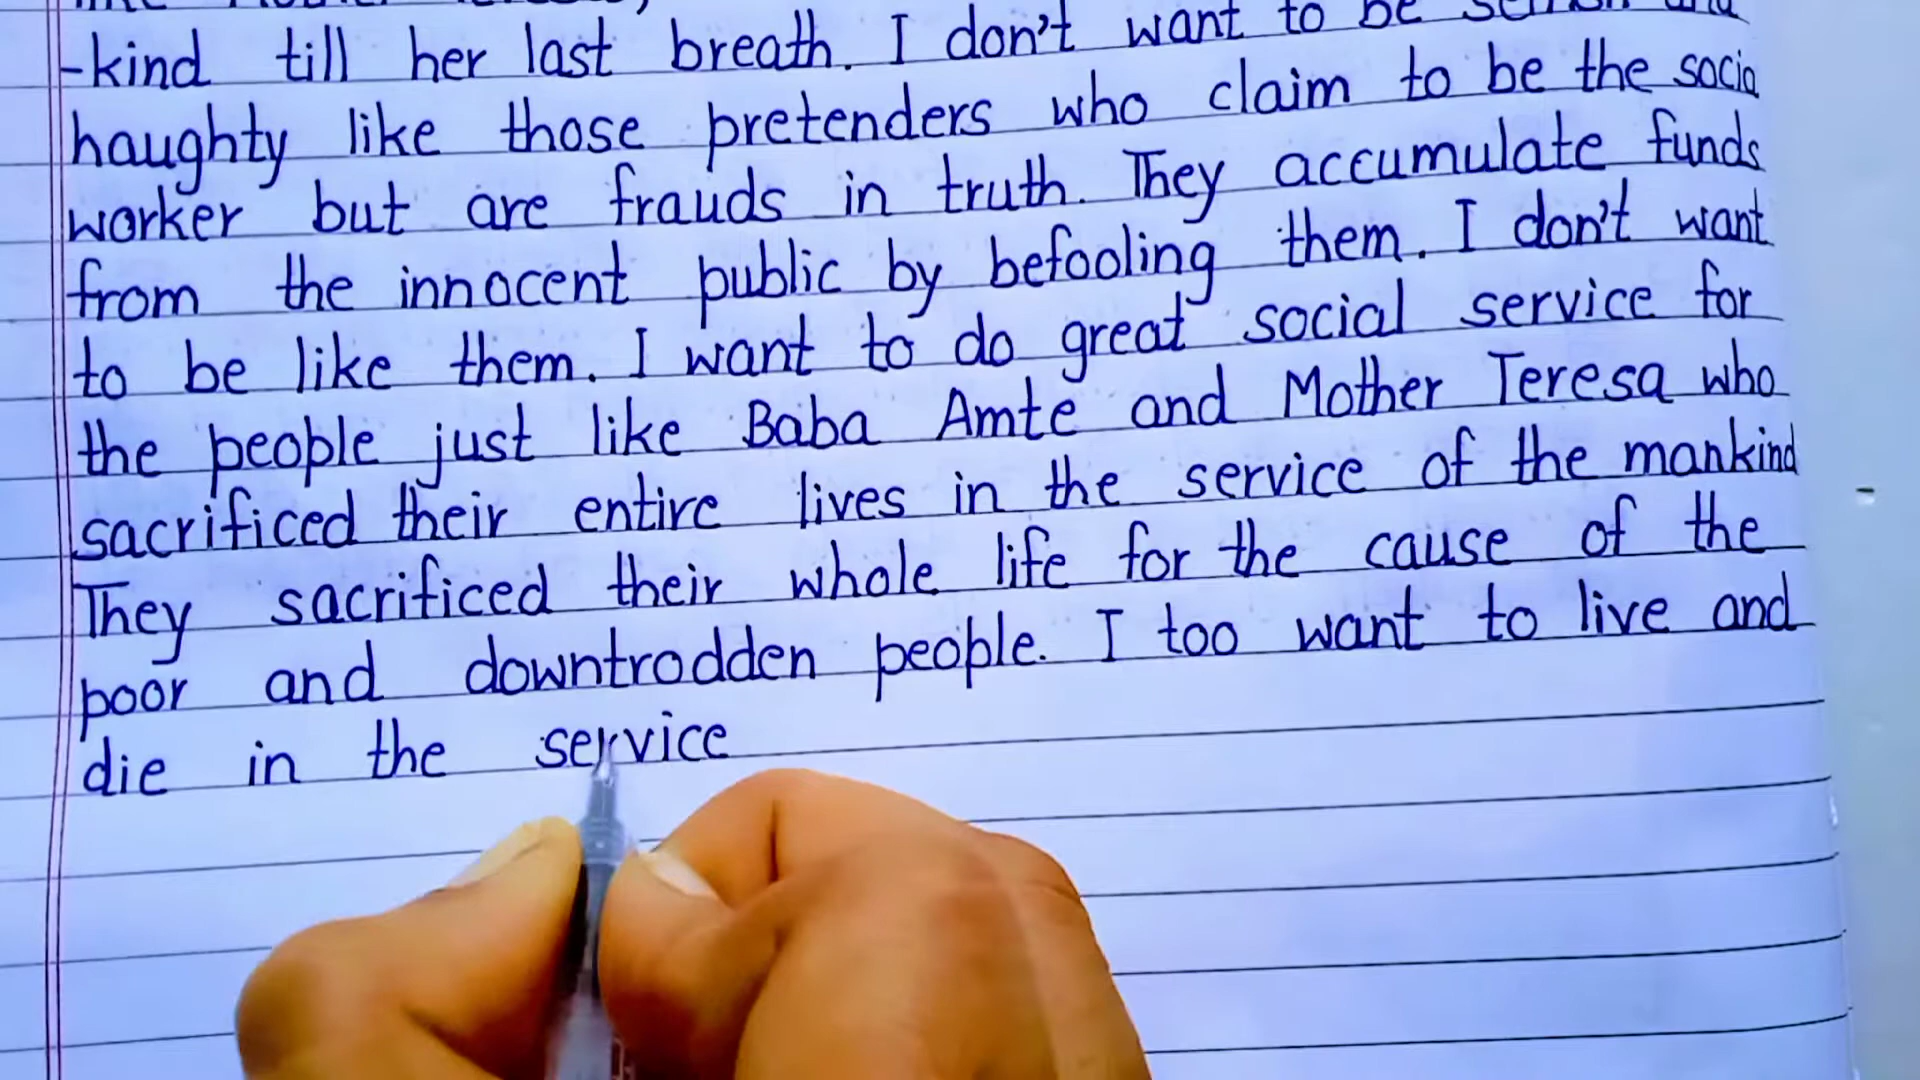 -kind till her last breath. I don't want to be
haughty like those pretenders who claim to be the socia
worker but are frauds in truth. They accumulate funds
from the innocent public by befooling them. I don't want
to be like them. I want to do great social service for
the people just like Baba Amte and Mother Teresa who
sacrificed their entire lives in the service of the mankind
They sacrificed their whole life for the cause of the
poor and downtrodden people. I too want to live and
die in the service